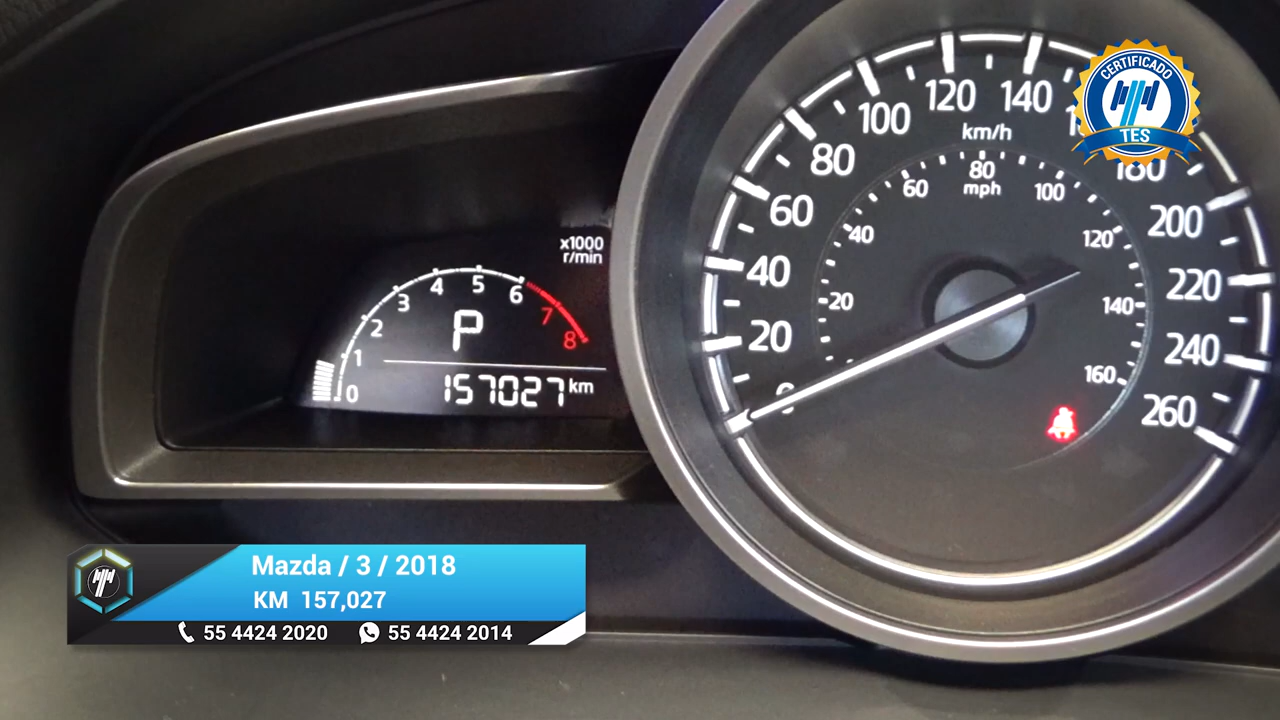 CERTIFICADO
TES
x1000
r/min
0
1
2
3
4
5
6
7
8
P
157027 km
0
20
40
60
80
100
120
140
180
200
220
240
260
km/h
20
40
60
80
100
120
140
160
mph
Mazda / 3 / 2018
KM 157,027
55 4424 2020 55 4424 2014